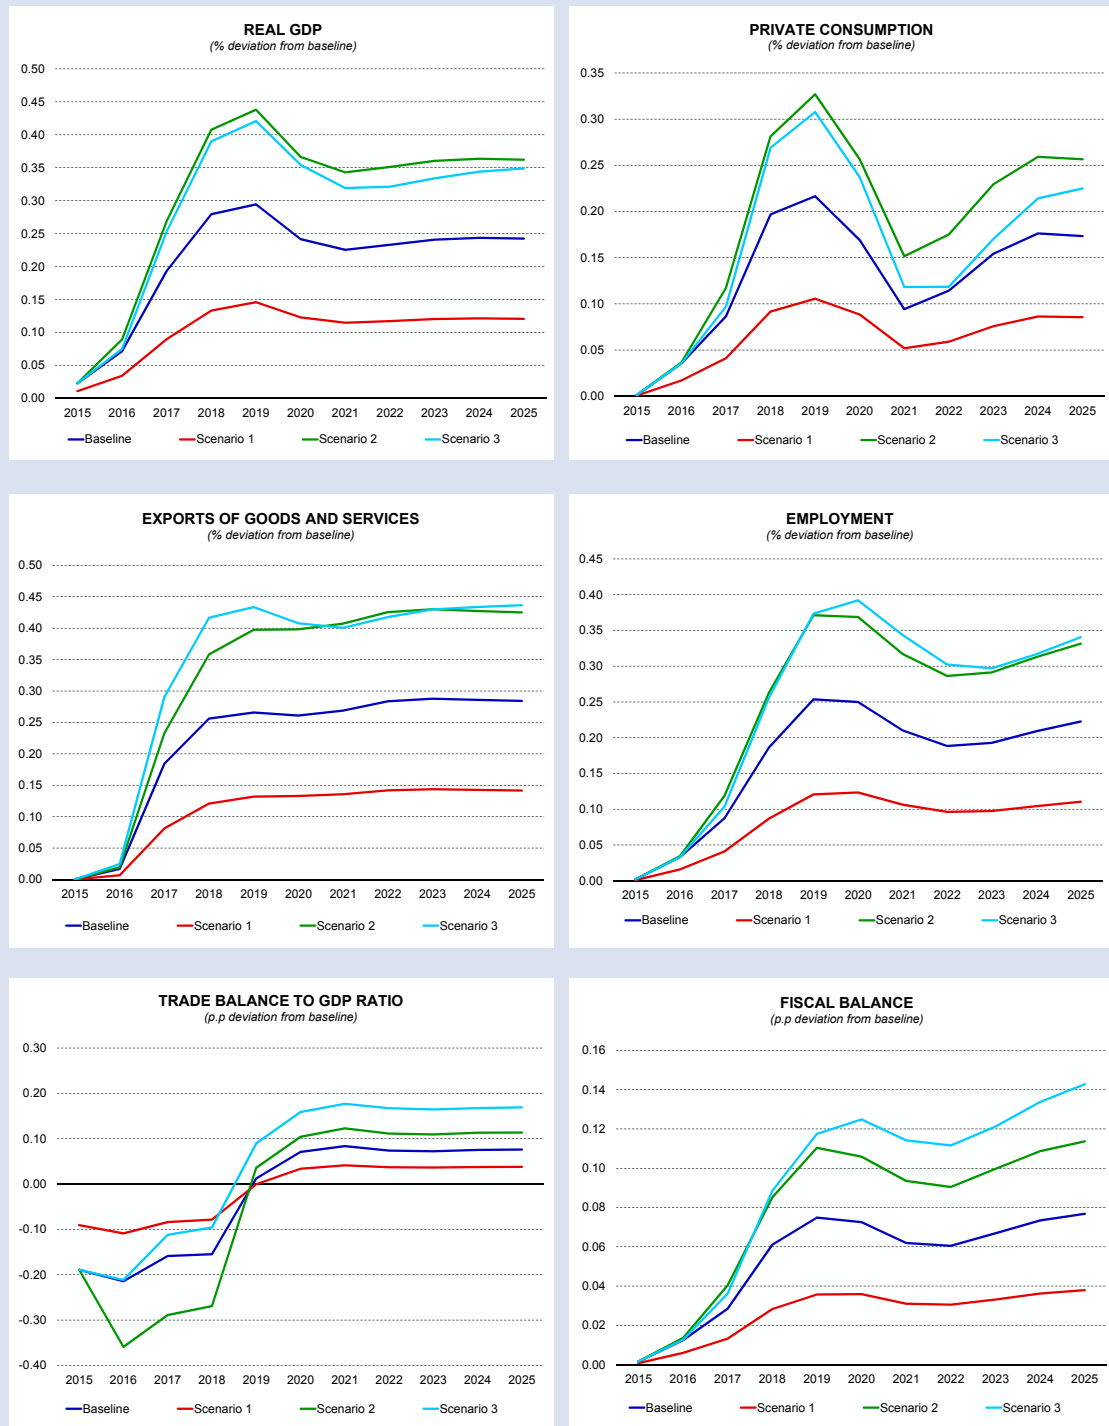 REAL GDP
(% deviation from baseline)
0.50
0.45
0.40
0.35
0.30
0.25
0.20
0.15
0.10
0.05
0.00
2015 2016 2017 2018 2019 2020 2021 2022 2023 2024 2025
Baseline Scenario 1 Scenario 2 Scenario 3
PRIVATE CONSUMPTION
(% deviation from baseline)
0.35
0.30
0.25
0.20
0.15
0.10
0.05
0.00
2015 2016 2017 2018 2019 2020 2021 2022 2023 2024 2025
Baseline Scenario 1 Scenario 2 Scenario 3
EXPORTS OF GOODS AND SERVICES
(% deviation from baseline)
0.50
0.45
0.40
0.35
0.30
0.25
0.20
0.15
0.10
0.05
0.00
2015 2016 2017 2018 2019 2020 2021 2022 2023 2024 2025
Baseline Scenario 1 Scenario 2 Scenario 3
EMPLOYMENT
(% deviation from baseline)
0.45
0.40
0.35
0.30
0.25
0.20
0.15
0.10
0.05
0.00
2015 2016 2017 2018 2019 2020 2021 2022 2023 2024 2025
Baseline Scenario 1 Scenario 2 Scenario 3
TRADE BALANCE TO GDP RATIO
(p.p deviation from baseline)
0.30
0.20
0.10
0.00
-0.10
-0.20
-0.30
-0.40
2015 2016 2017 2018 2019 2020 2021 2022 2023 2024 2025
Baseline Scenario 1 Scenario 2 Scenario 3
FISCAL BALANCE
(p.p deviation from baseline)
0.16
0.14
0.12
0.10
0.08
0.06
0.04
0.02
0.00
2015 2016 2017 2018 2019 2020 2021 2022 2023 2024 2025
Baseline Scenario 1 Scenario 2 Scenario 3